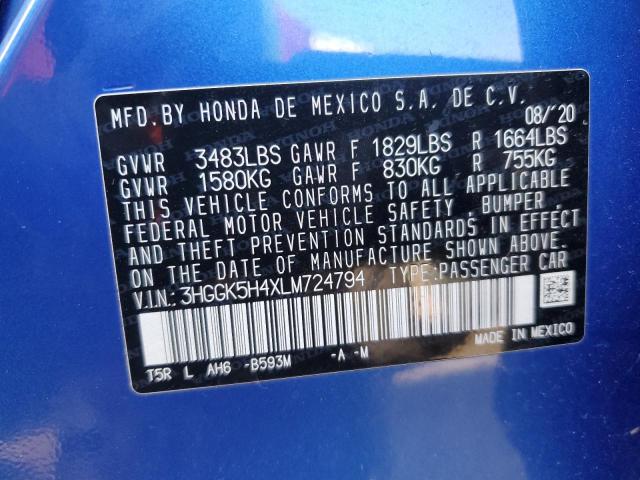 MFD. BY HONDA DE MEXICO S.A. DE C.V. 08/'20
GVWR 3483LBS GAWR F 1829LBS R 1664LBS
GVWR 1580KG GAWR F 830KG R 755KG
THIS VEHICLE CONFORMS TO ALL APPLICABLE
FEDERAL MOTOR VEHICLE SAFETY, BUMPER,
AND THEFT PREVENTION STANDARDS IN EFFECT
ON THE DATE OF MANUFACTURE SHOWN ABOVE.
V.I.N.: 3HGGK5H4XLM724794 TYPE:PASSENGER CAR
MADE IN MEXICO
T5R L AH6 -B593M -A -M